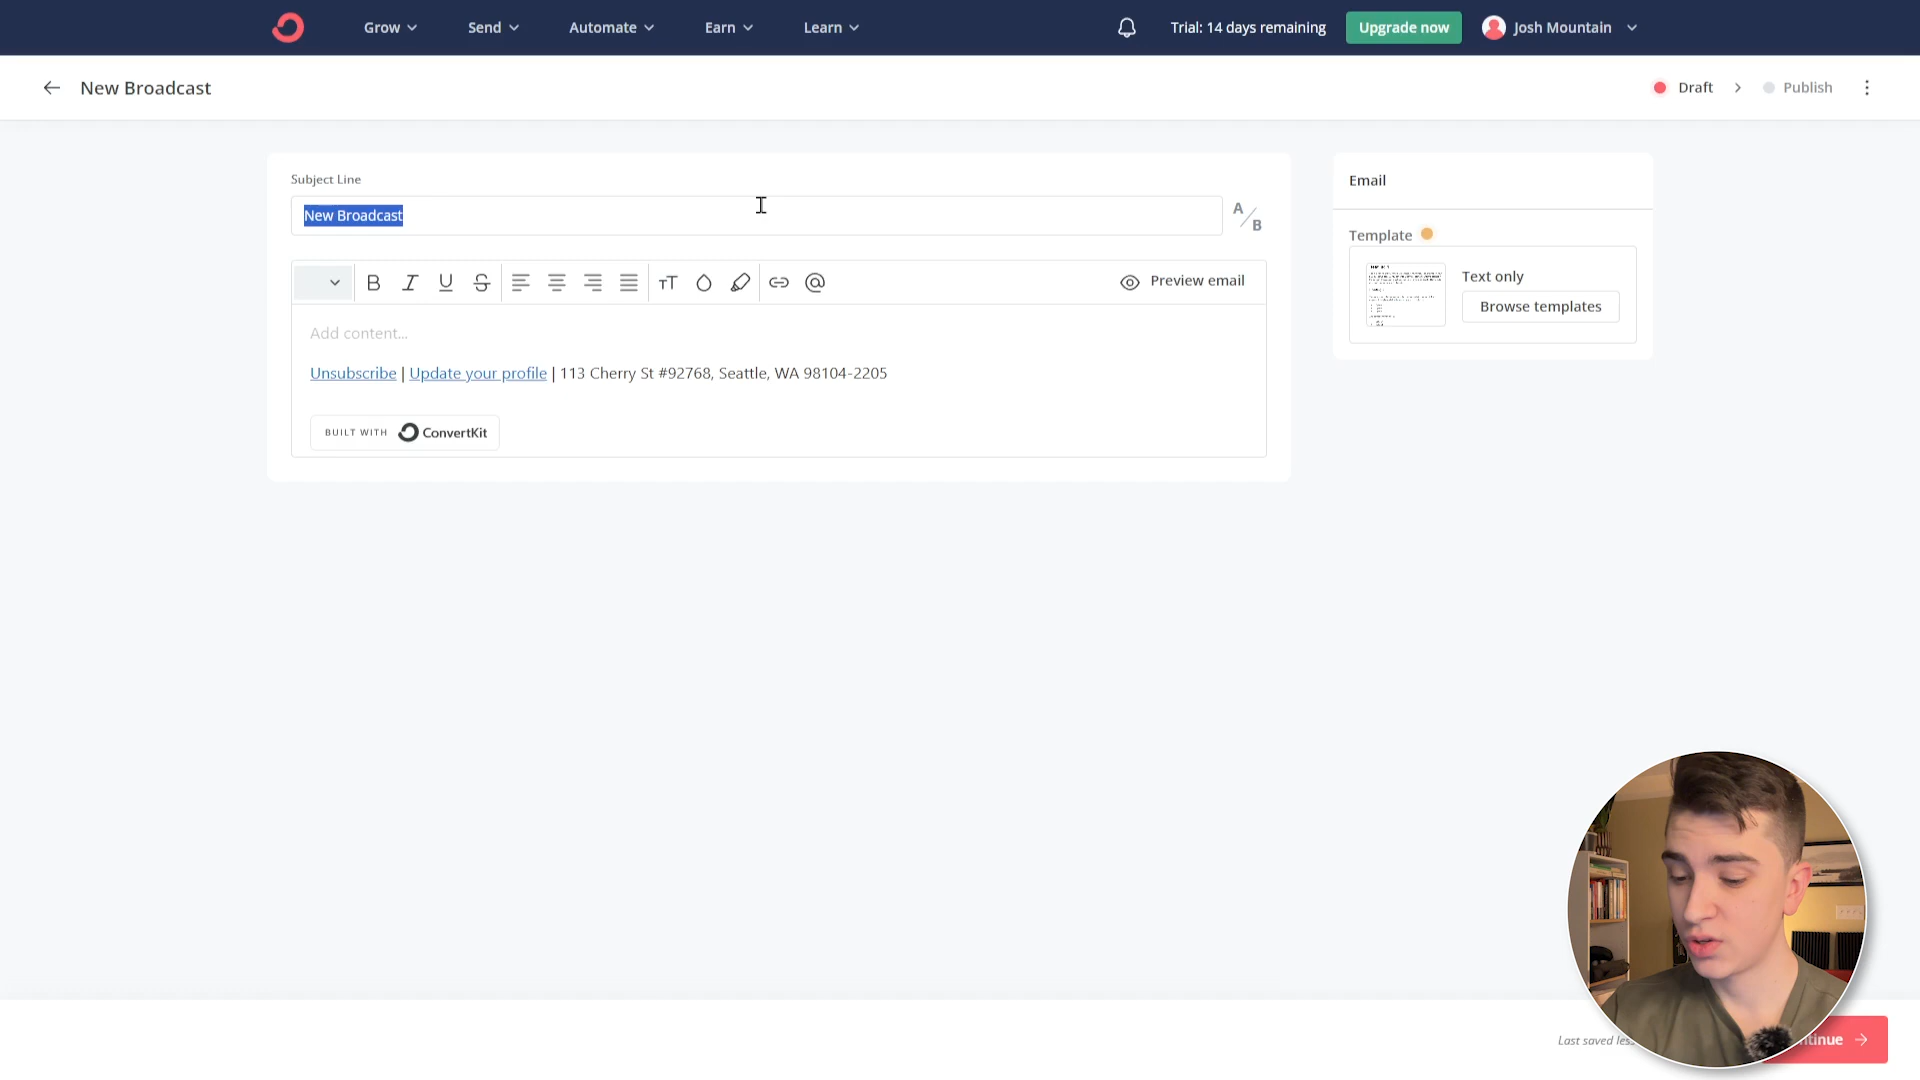 Grow
Send
Automate
Earn
Learn
Trial: 14 days remaining
Upgrade now
Josh Mountain
New Broadcast
Draft
Publish
Subject Line
New Broadcast
A/B
Preview email
Add content...
Unsubscribe | Update your profile | 113 Cherry St #92768, Seattle, WA 98104-2205
BUILT WITH ConvertKit
Email
Template
Text only
Browse templates
Last saved